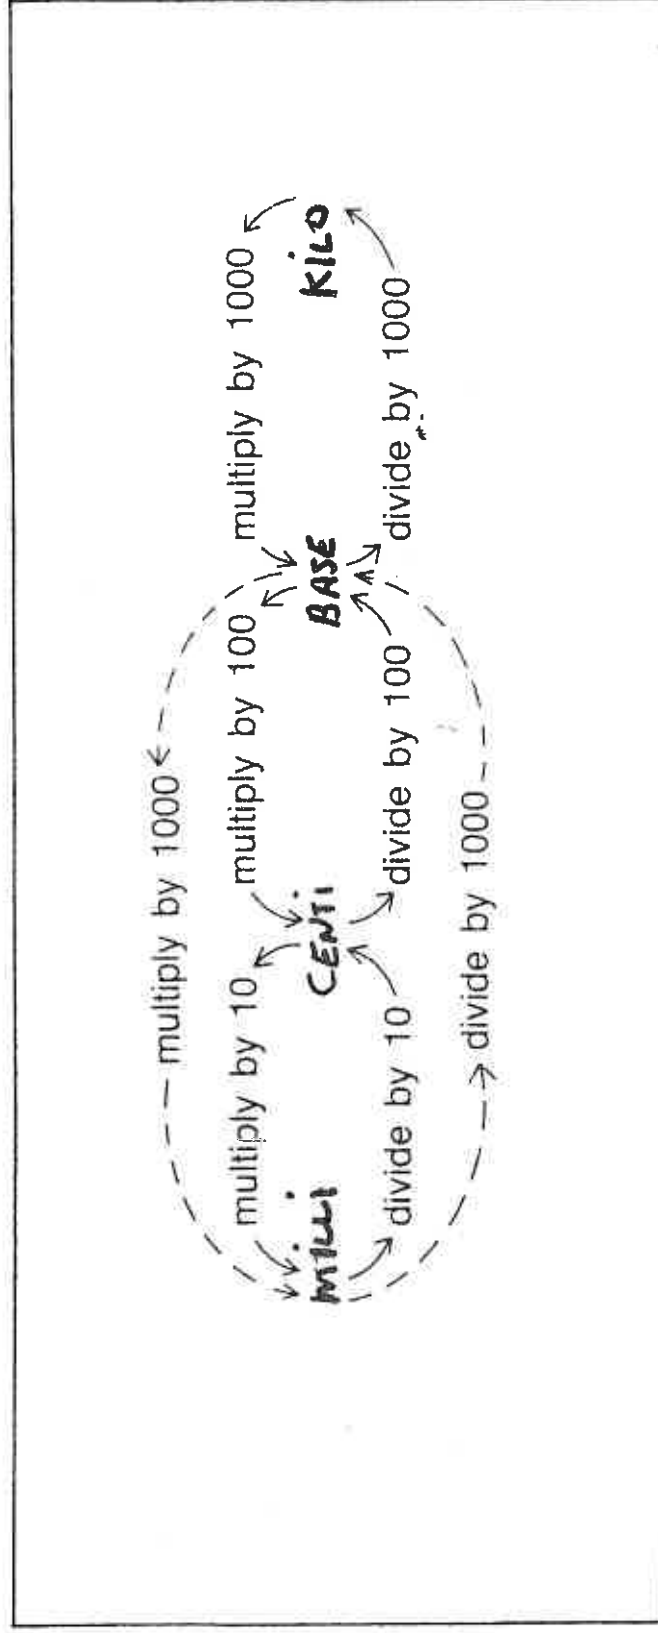 multiply by 1000
multiply by 10 multiply by 100 multiply by 1000
MiLLi CENTi BASE KiLO
divide by 10 divide by 100 divide by 1000
divide by 1000